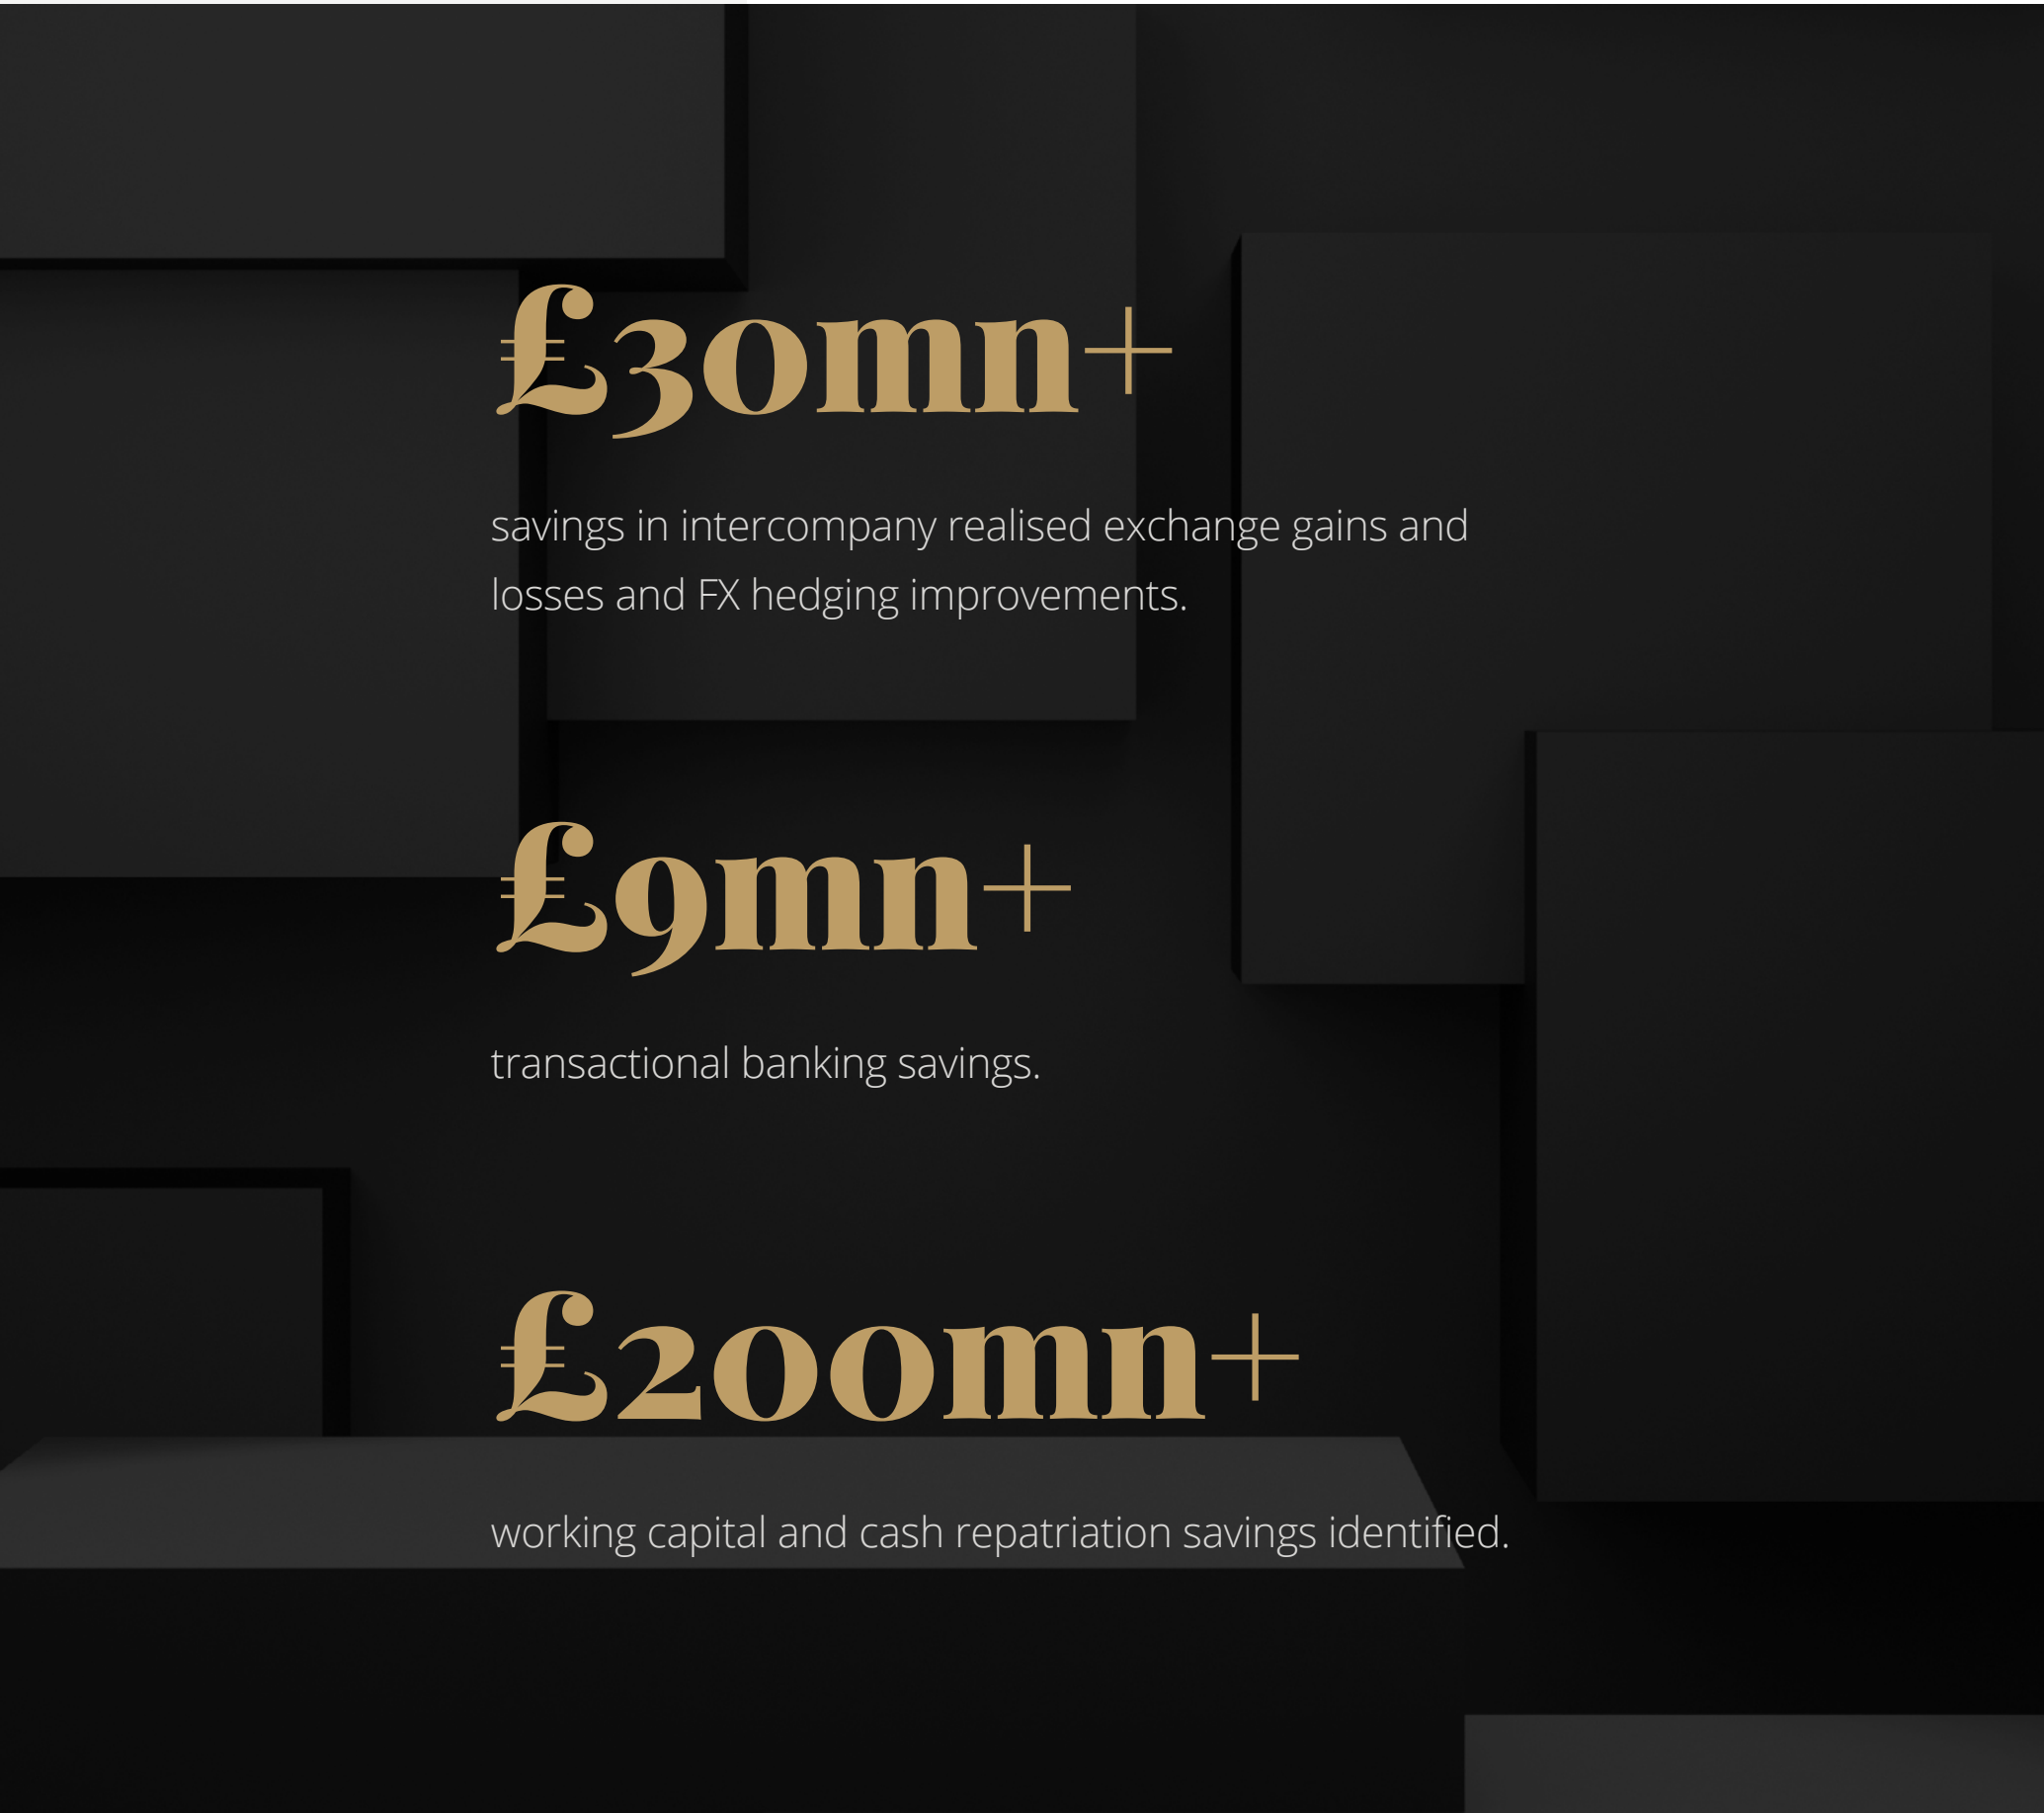 £30mn+
savings in intercompany realised exchange gains and
losses and FX hedging improvements.
£9mn+
transactional banking savings.
£200mn+
working capital and cash repatriation savings identified.